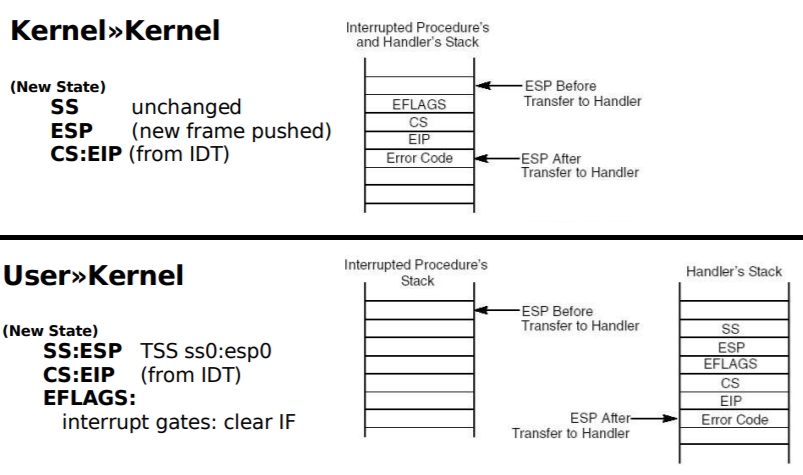 Kernel»Kernel
(New State)
SS unchanged
ESP (new frame pushed)
CS:EIP (from IDT)
Interrupted Procedure's
and Handler's Stack
EFLAGS
CS
EIP
Error Code
ESP Before
Transfer to Handler
ESP After
Transfer to Handler
User»Kernel
(New State)
SS:ESP TSS ss0:esp0
CS:EIP (from IDT)
EFLAGS:
interrupt gates: clear IF
Interrupted Procedure's
Stack
ESP Before
Transfer to Handler
ESP After
Transfer to Handler
Handler's Stack
SS
ESP
EFLAGS
CS
EIP
Error Code